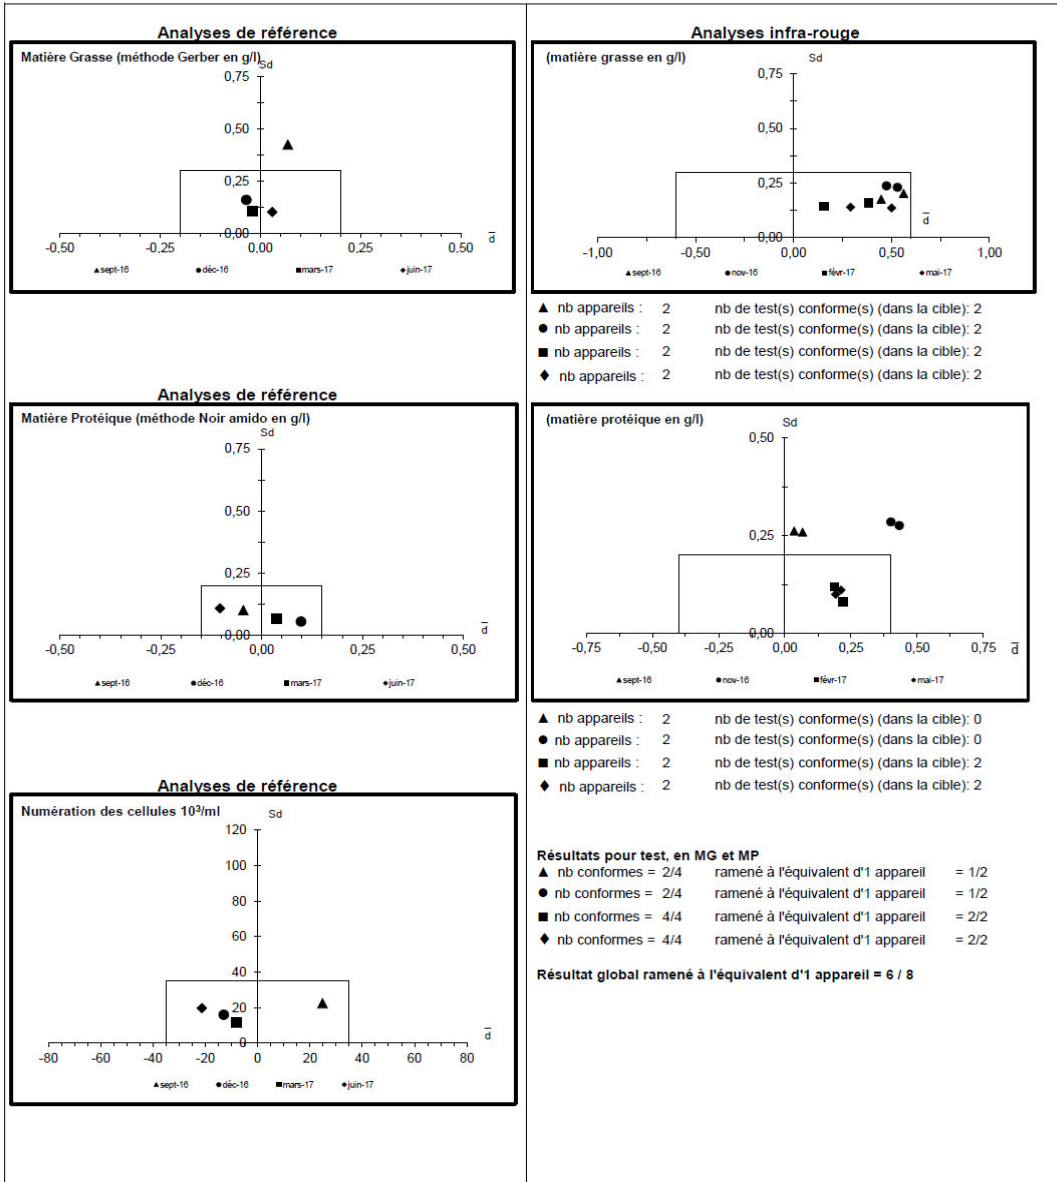 Analyses de référence
Matière Grasse (méthode Gerber en g/l)
Sd
0,75
0,50
0,25
0,00
-0,50 -0,25 0,00 0,25 0,50
d
▲sept-16 ●déc-16 ■mars-17 ◆juin-17
Analyses de référence
Matière Protéique (méthode Noir amido en g/l)
Sd
0,75
0,50
0,25
0,00
-0,50 -0,25 0,00 0,25 0,50
d
▲sept-16 ●déc-16 ■mars-17 ◆juin-17
Analyses de référence
Numération des cellules 10³/ml
Sd
120
100
80
60
40
20
0
-80 -60 -40 -20 0 20 40 60 80
d
▲sept-16 ●déc-16 ■mars-17 ◆juin-17
Analyses infra-rouge
(matière grasse en g/l)
Sd
0,75
0,50
0,25
0,00
-1,00 -0,50 0,00 0,50 1,00
d
▲sept-16 ●nov-16 ■févr-17 ◆mai-17
▲ nb appareils : 2 nb de test(s) conforme(s) (dans la cible): 2
● nb appareils : 2 nb de test(s) conforme(s) (dans la cible): 2
■ nb appareils : 2 nb de test(s) conforme(s) (dans la cible): 2
◆ nb appareils : 2 nb de test(s) conforme(s) (dans la cible): 2
(matière protéique en g/l)
Sd
0,50
0,25
0,00
-0,75 -0,50 -0,25 0,00 0,25 0,50 0,75
d
▲sept-16 ●nov-16 ■févr-17 ◆mai-17
▲ nb appareils : 2 nb de test(s) conforme(s) (dans la cible): 0
● nb appareils : 2 nb de test(s) conforme(s) (dans la cible): 0
■ nb appareils : 2 nb de test(s) conforme(s) (dans la cible): 2
◆ nb appareils : 2 nb de test(s) conforme(s) (dans la cible): 2
Résultats pour test, en MG et MP
▲ nb conformes = 2/4 ramené à l'équivalent d'1 appareil = 1/2
● nb conformes = 2/4 ramené à l'équivalent d'1 appareil = 1/2
■ nb conformes = 4/4 ramené à l'équivalent d'1 appareil = 2/2
◆ nb conformes = 4/4 ramené à l'équivalent d'1 appareil = 2/2
Résultat global ramené à l'équivalent d'1 appareil = 6 / 8